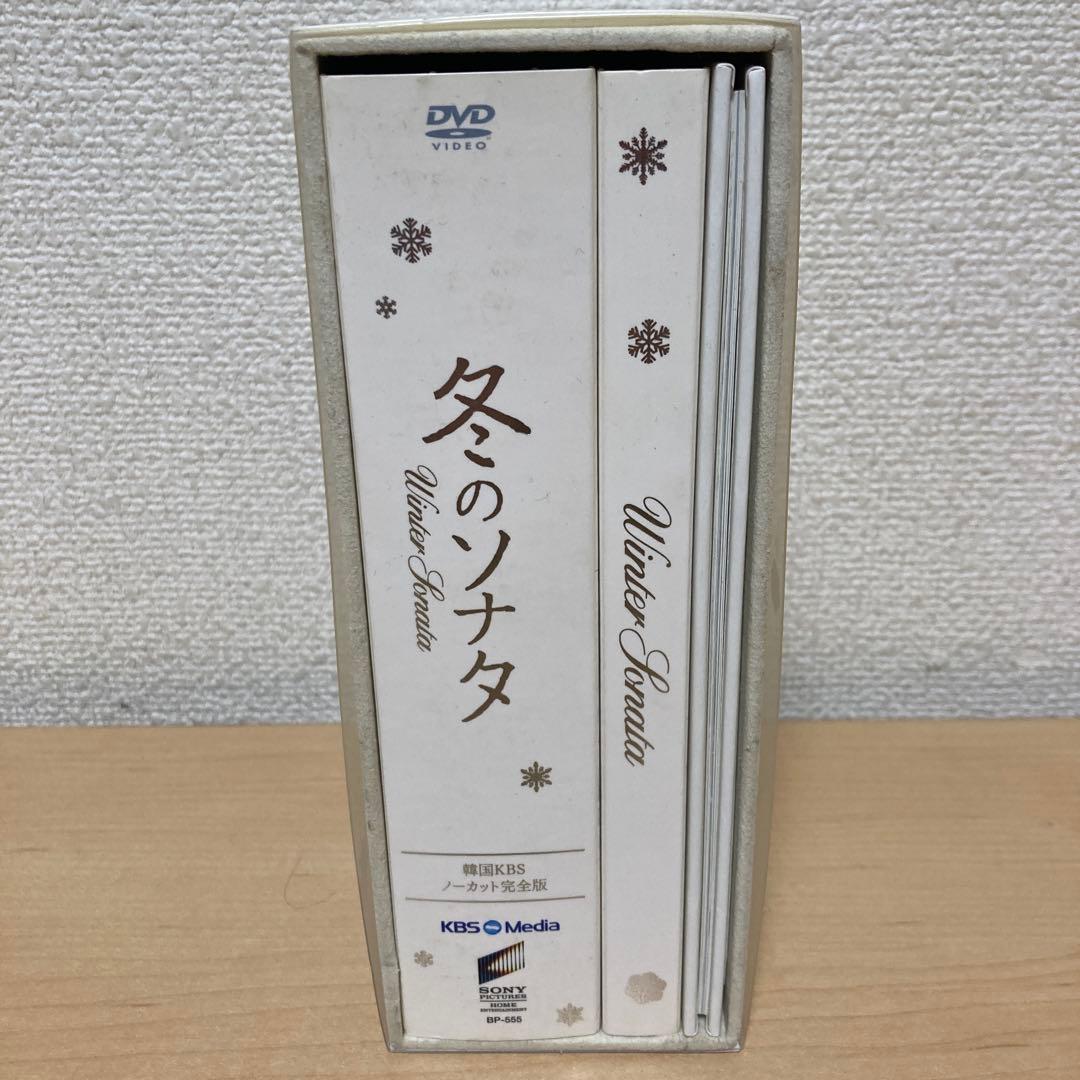 DVD
VIDEO
冬のソナタ
Winter Sonata
韓国KBS
ノーカット完全版
KBS Media
SONY
PICTURES
HOME
ENTERTAINMENT
BP-555
Winter Sonata